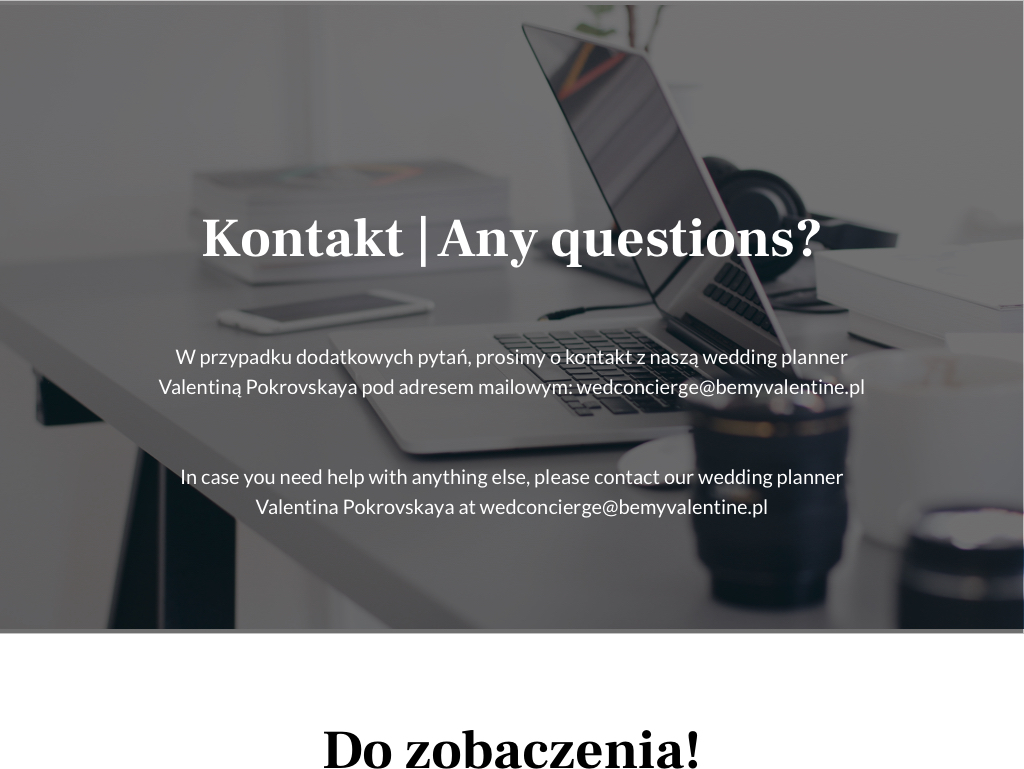 Kontakt | Any questions?
W przypadku dodatkowych pytań, prosimy o kontakt z naszą wedding planner
Valentiną Pokrovskaya pod adresem mailowym: wedconcierge@bemyvalentine.pl
In case you need help with anything else, please contact our wedding planner
Valentina Pokrovskaya at wedconcierge@bemyvalentine.pl
Do zobaczenia!